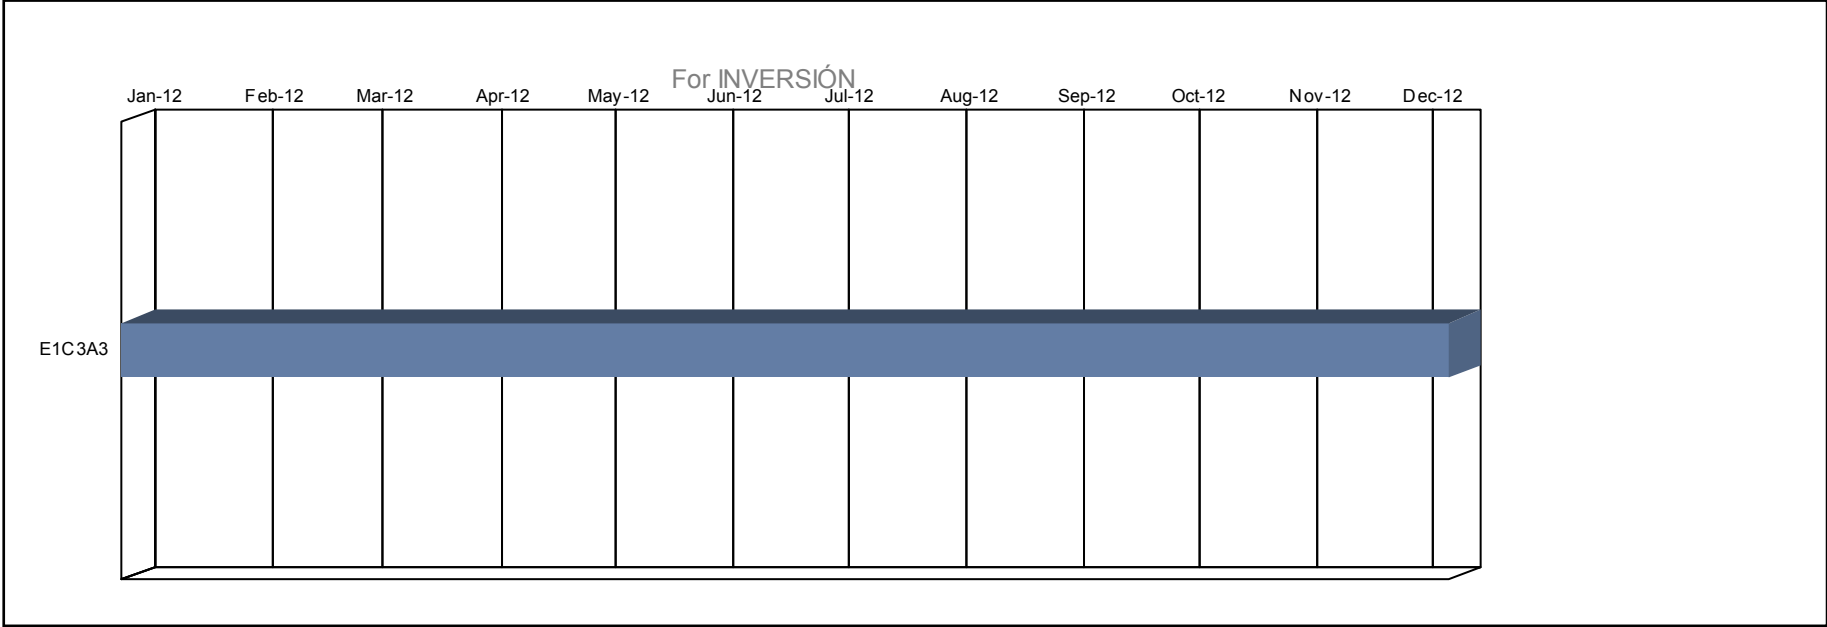 For INVERSIÓN
Jan-12 Feb-12 Mar-12 Apr-12 May-12 Jun-12 Jul-12 Aug-12 Sep-12 Oct-12 Nov-12 Dec-12
E1C3A3